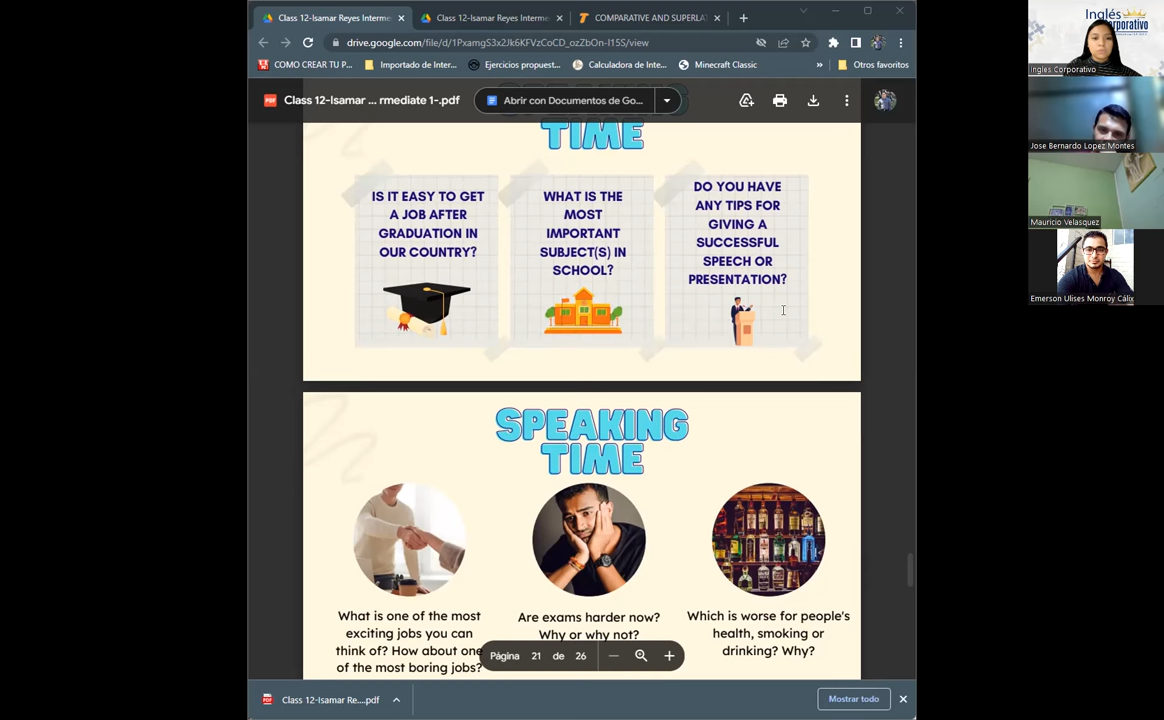 Class 12-Isamar Reyes Interme
Class 12-Isamar Reyes Interme
COMPARATIVE AND SUPERLA
drive.google.com/file/d/1PxamgS3x2Jk6KFVzCoCD_ozZbOn-I15S/view
COMO CREAR TU P...
Importado de Inter...
Ejercicios propuest...
Calculadora de Inte...
Minecraft Classic
»
Otros favoritos
Class 12-Isamar ... rmediate 1-.pdf
Abrir con Documentos de Go...
TIME
IS IT EASY TO GET
A JOB AFTER
GRADUATION IN
OUR COUNTRY?
WHAT IS THE
MOST
IMPORTANT
SUBJECT(S) IN
SCHOOL?
DO YOU HAVE
ANY TIPS FOR
GIVING A
SUCCESSFUL
SPEECH OR
PRESENTATION?
SPEAKING
TIME
What is one of the most
exciting jobs you can
think of? How about one
of the most boring jobs?
Are exams harder now?
Why or why not?
Which is worse for people's
health, smoking or
drinking? Why?
Página 21 de 26
Class 12-Isamar Re....pdf
Mostrar todo
Inglés
Corporativo
Ingles Corporativo
Jose Bernardo Lopez Montes
Mauricio Velasquez
Emerson Ulises Monroy Cálix